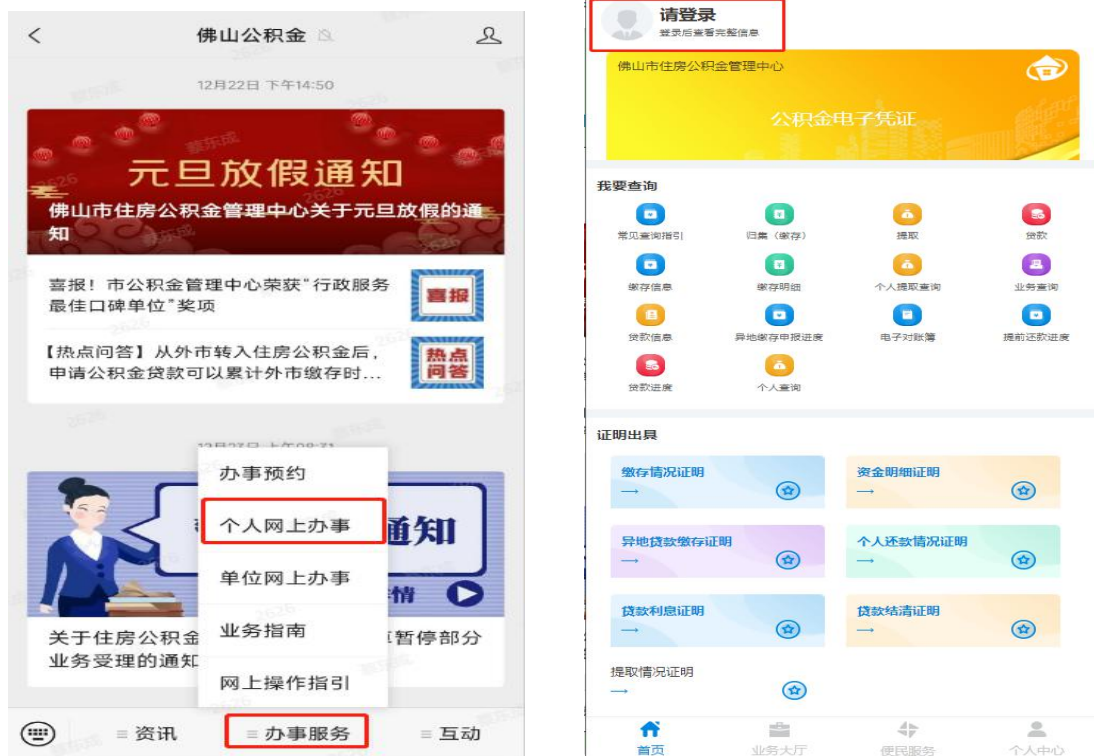 佛山公积金
12月22日 下午14:50
元旦放假通知
佛山市住房公积金管理中心关于元旦放假的通
知
喜报！市公积金管理中心荣获“行政服务
最佳口碑单位”奖项
喜报
【热点问答】从外市转入住房公积金后，
申请公积金贷款可以累计外市缴存时...
热点
问答
通知
情
关于住房公积金
暂停部分
业务受理的通知
办事预约
个人网上办事
单位网上办事
业务指南
网上操作指引
资讯
办事服务
互动
请登录
登录后查看完整信息
佛山市住房公积金管理中心
公积金电子凭证
我要查询
常见查询指引
归集（缴存）
提取
贷款
缴存信息
缴存明细
个人提取查询
业务查询
贷款信息
异地缴存申报进度
电子对账簿
提前还款进度
贷款进度
个人查询
证明出具
缴存情况证明
资金明细证明
异地贷款缴存证明
个人还款情况证明
贷款利息证明
贷款结清证明
提取情况证明
首页
业务大厅
便民服务
个人中心